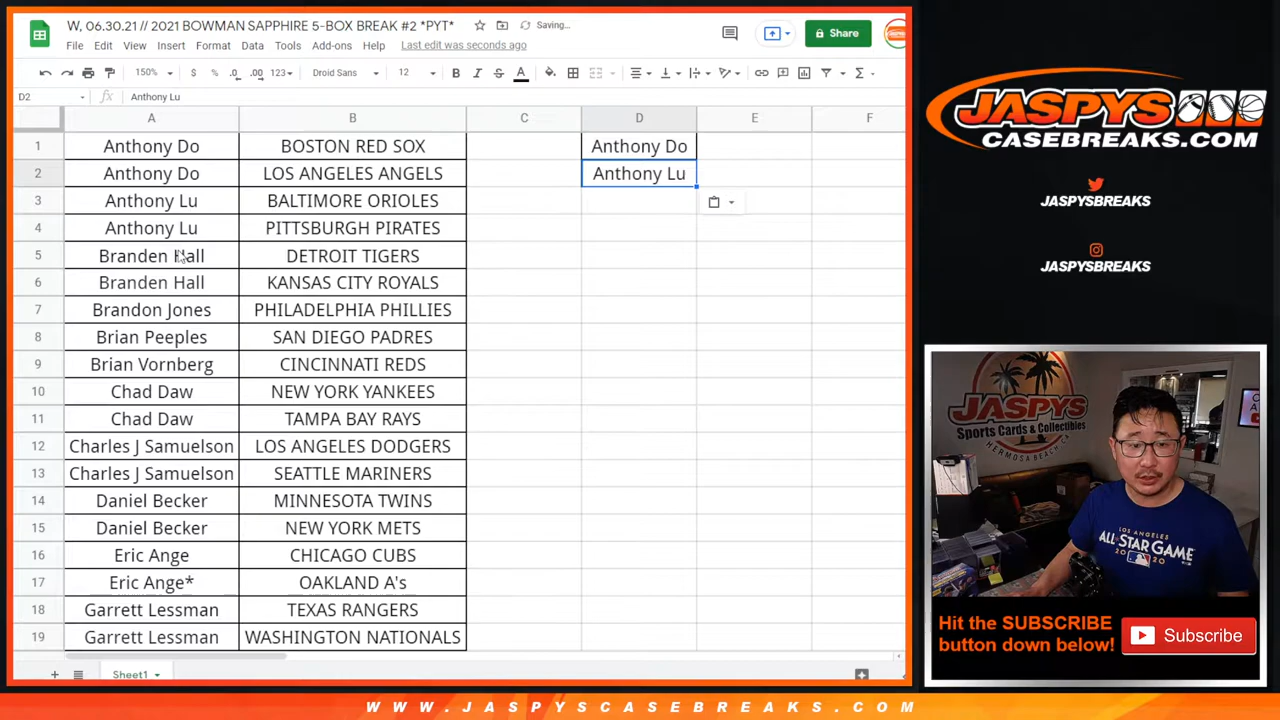 W, 06.30.21 // 2021 BOWMAN SAPPHIRE 5-BOX BREAK #2 *PYT*
Saving...
File Edit View Insert Format Data Tools Add-ons Help Last edit was seconds ago
Share
150% $ % .0 .00 123 Droid Sans 12 B I S A
D2 fx Anthony Lu
A B C D E F
1 Anthony Do BOSTON RED SOX Anthony Do
2 Anthony Do LOS ANGELES ANGELS Anthony Lu
3 Anthony Lu BALTIMORE ORIOLES
4 Anthony Lu PITTSBURGH PIRATES
5 Branden Hall DETROIT TIGERS
6 Branden Hall KANSAS CITY ROYALS
7 Brandon Jones PHILADELPHIA PHILLIES
8 Brian Peeples SAN DIEGO PADRES
9 Brian Vornberg CINCINNATI REDS
10 Chad Daw NEW YORK YANKEES
11 Chad Daw TAMPA BAY RAYS
12 Charles J Samuelson LOS ANGELES DODGERS
13 Charles J Samuelson SEATTLE MARINERS
14 Daniel Becker MINNESOTA TWINS
15 Daniel Becker NEW YORK METS
16 Eric Ange CHICAGO CUBS
17 Eric Ange* OAKLAND A's
18 Garrett Lessman TEXAS RANGERS
19 Garrett Lessman WASHINGTON NATIONALS
Sheet1
JASPYS
CASEBREAKS.COM
JASPYSBREAKS
JASPYSBREAKS
JASPYS
Sports Cards & Collectibles
HERMOSA BEACH, CA
LOS ANGELES
ALL STAR GAME
2020
Hit the SUBSCRIBE
button down below!
Subscribe
WWW.JASPYSCASEBREAKS.COM